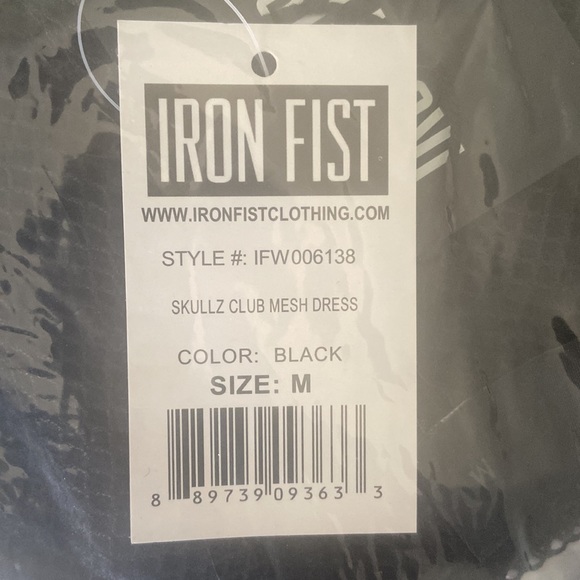 IRON FIST
WWW.IRONFISTCLOTHING.COM
STYLE #: IFW006138
SKULLZ CLUB MESH DRESS
COLOR: BLACK
SIZE: M
8 89739 09363 3